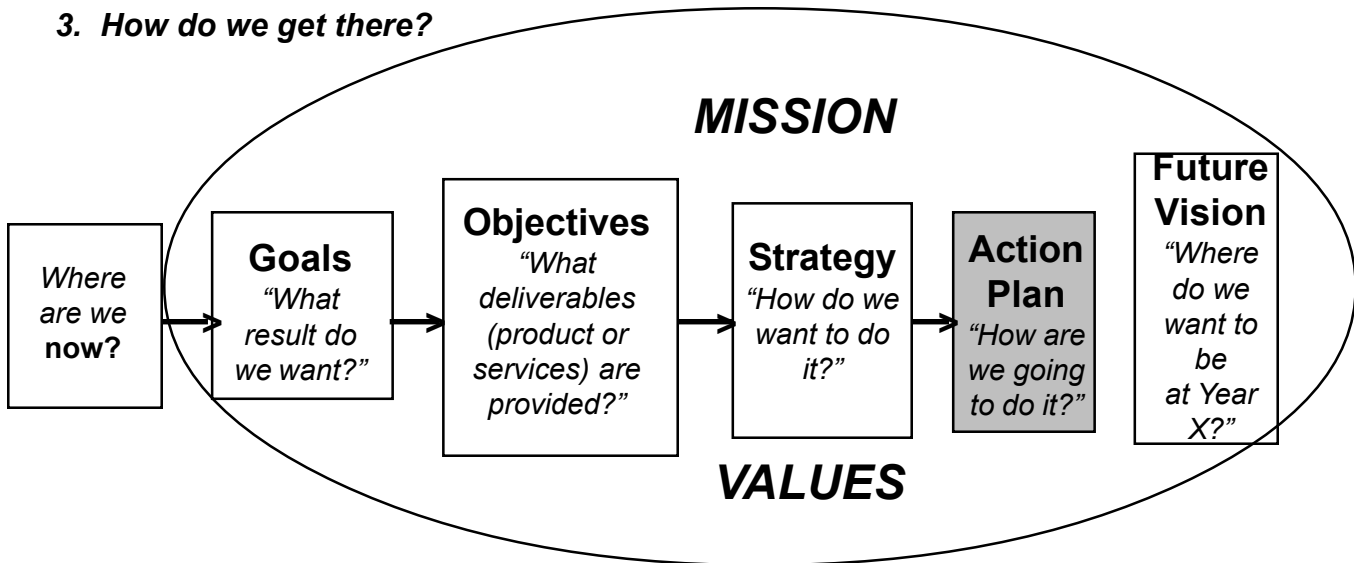 3. How do we get there?
MISSION
Where
are we
now?
Goals
“What
result do
we want?”
Objectives
“What
deliverables
(product or
services) are
provided?”
Strategy
“How do we
want to do
it?”
Action
Plan
“How are
we going
to do it?”
Future
Vision
“Where
do we
want to
be
at Year
X?”
VALUES